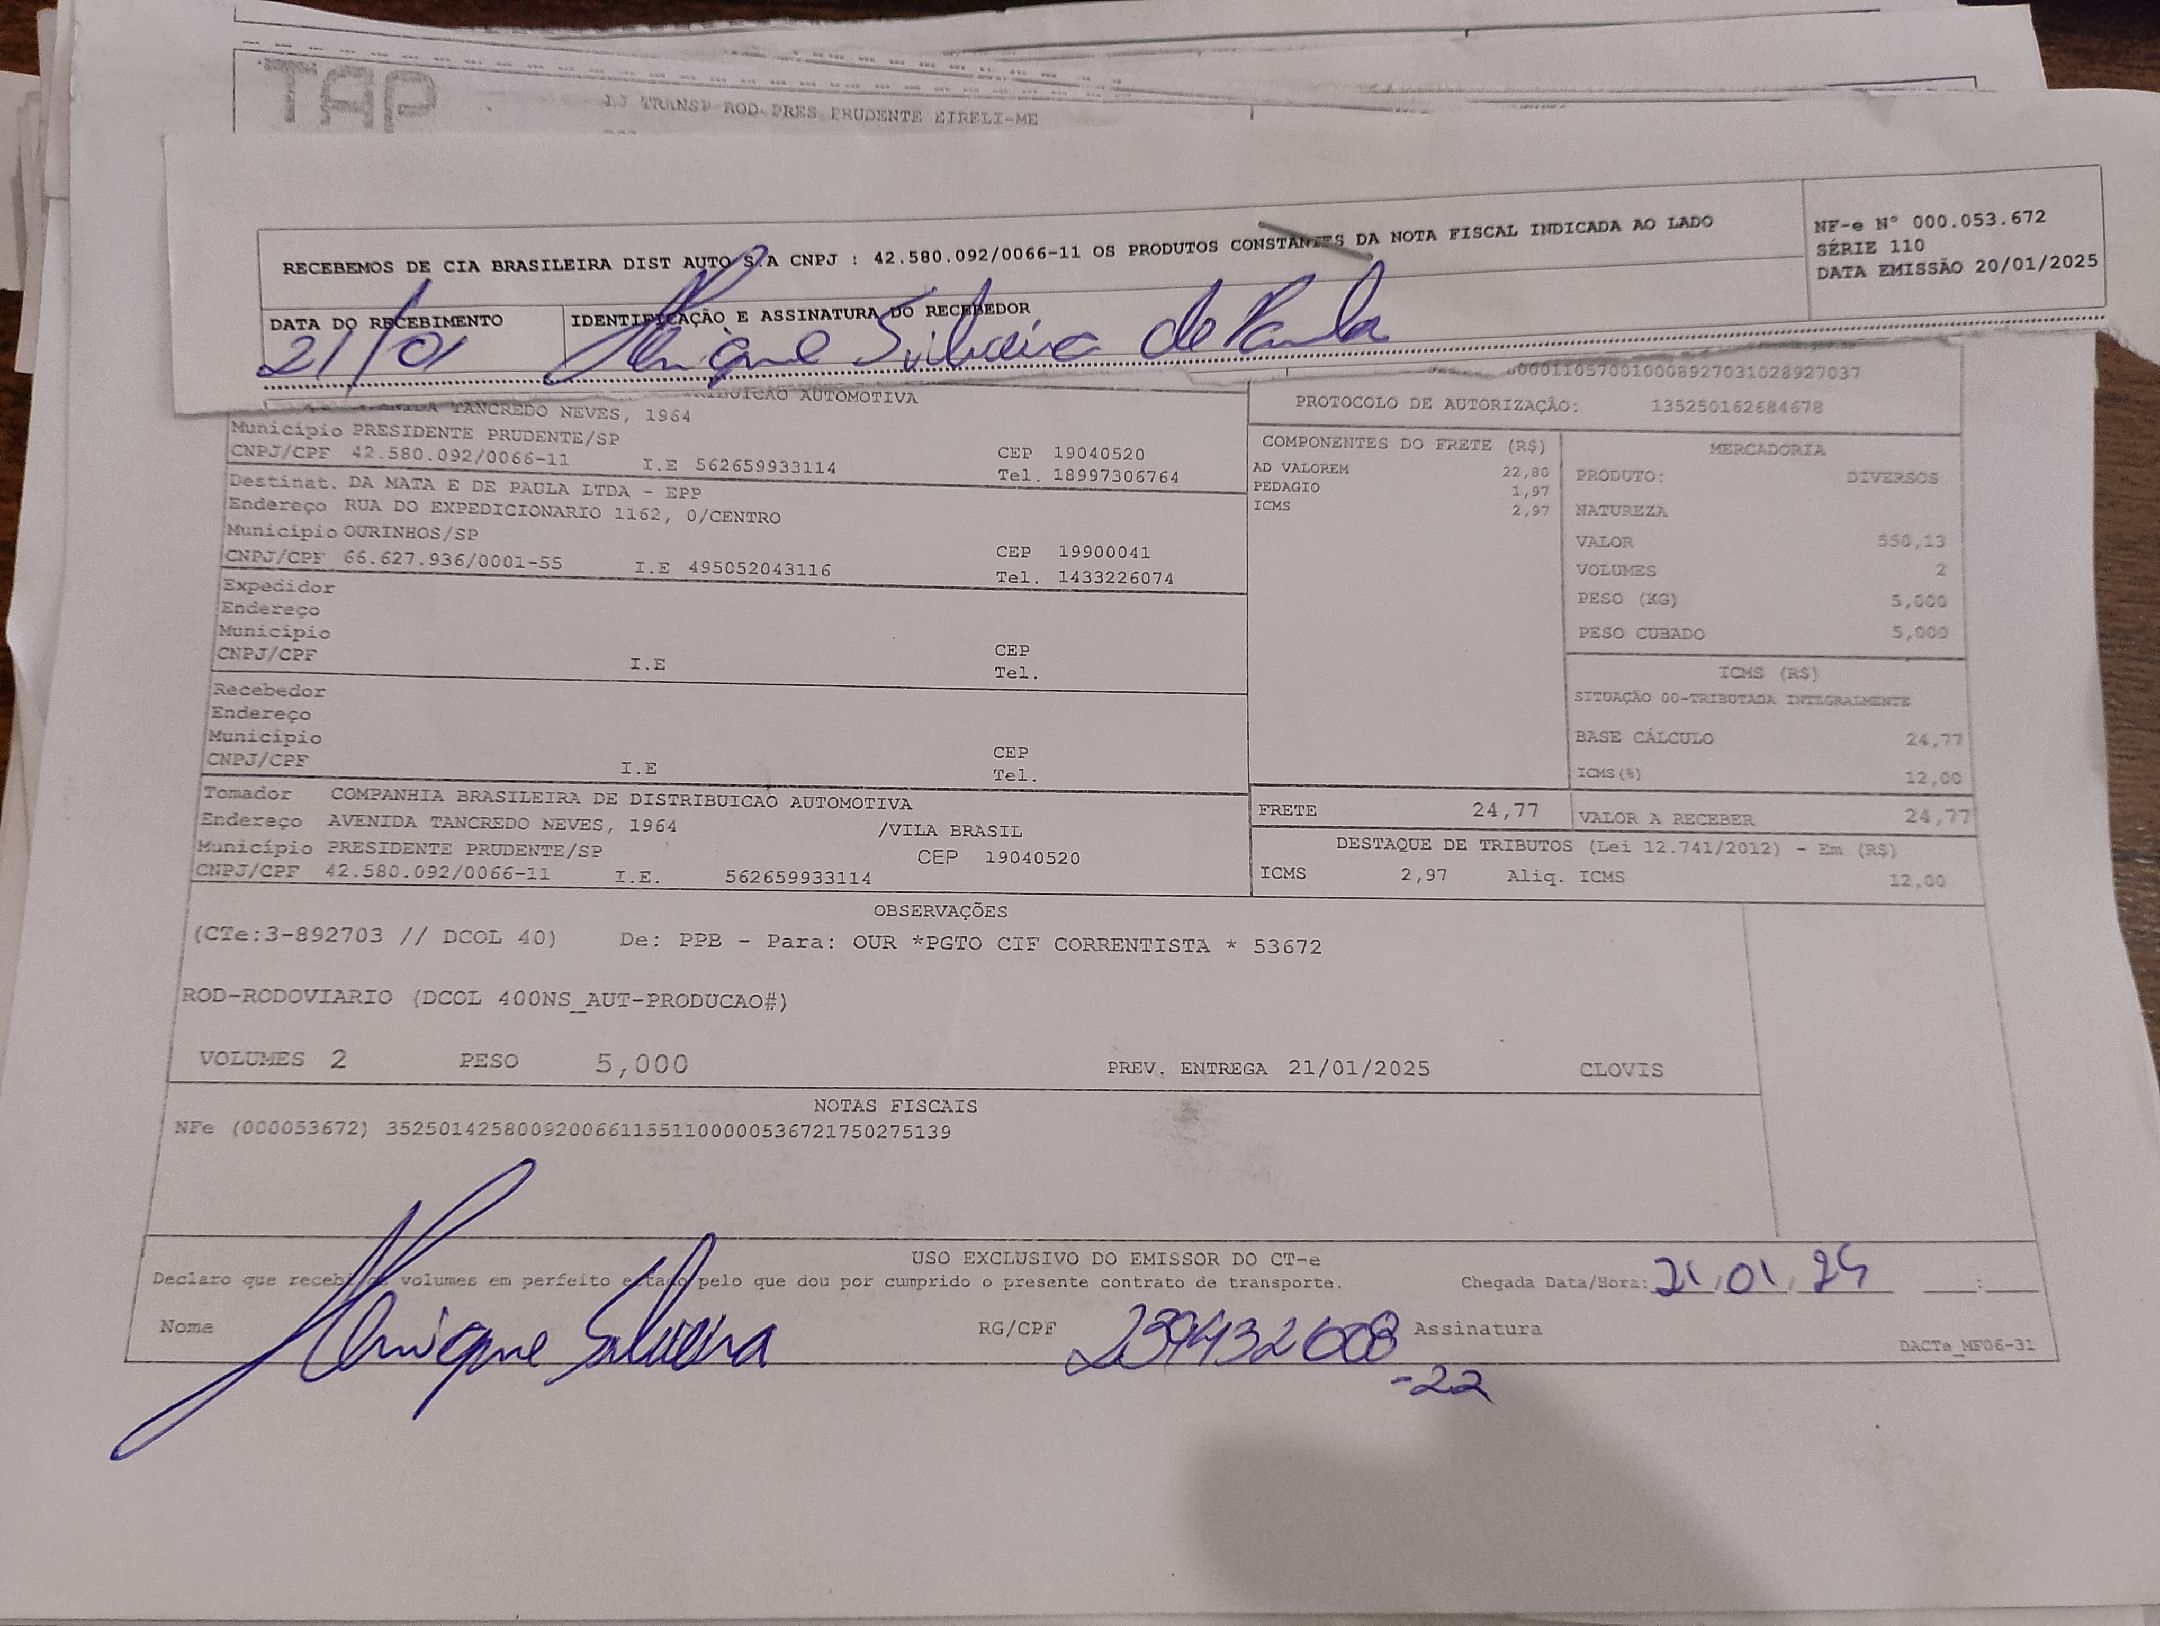 TAP
TRANSP ROD PRES PRUDENTE EIRELI-ME
RECEBEMOS DE CIA BRASILEIRA DIST AUTO S.A CNPJ : 42.580.092/0066-11 OS PRODUTOS CONSTANTES DA NOTA FISCAL INDICADA AO LADO
NF-e Nº 000.053.672
SÉRIE 110
DATA EMISSÃO 20/01/2025
DATA DO RECEBIMENTO
IDENTIFICAÇÃO E ASSINATURA DO RECEBEDOR
21/01
Henique Silveira de Paula
AUTOMOTIVA
AVENIDA TANCREDO NEVES, 1964
Município PRESIDENTE PRUDENTE/SP
CEP 19040520
CNPJ/CPF 42.580.092/0066-11 I.E 562659933114
Tel. 18997306764
Destinat. DA MATA E DE PAULA LTDA - EPP
Endereço RUA DO EXPEDICIONARIO 1162, 0/CENTRO
Município OURINHOS/SP
CEP 19900041
CNPJ/CPF 66.627.936/0001-55 I.E 495052043116
Tel. 1433226074
Expedidor
Endereço
Município
CEP
CNPJ/CPF I.E
Tel.
Recebedor
Endereço
Município
CEP
CNPJ/CPF I.E
Tel.
Tomador COMPANHIA BRASILEIRA DE DISTRIBUICAO AUTOMOTIVA
Endereço AVENIDA TANCREDO NEVES, 1964 /VILA BRASIL
Município PRESIDENTE PRUDENTE/SP CEP 19040520
CNPJ/CPF 42.580.092/0066-11 I.E. 562659933114
PROTOCOLO DE AUTORIZAÇÃO: 135250162684678
COMPONENTES DO FRETE (R$)
AD VALOREM 22,80
PEDAGIO 1,97
ICMS 2,97
MERCADORIA
PRODUTO: DIVERSOS
NATUREZA
VALOR 550,13
VOLUMES 2
PESO (KG) 5,000
PESO CUBADO 5,000
ICMS (R$)
SITUAÇÃO 00-TRIBUTADA INTEGRALMENTE
BASE CÁLCULO 24,77
ICMS(%) 12,00
FRETE 24,77
VALOR A RECEBER 24,77
DESTAQUE DE TRIBUTOS (Lei 12.741/2012) - Em (R$)
ICMS 2,97 Aliq. ICMS 12,00
OBSERVAÇÕES
(CTe:3-892703 // DCOL 40) De: PPB - Para: OUR *PGTO CIF CORRENTISTA * 53672
ROD-RODOVIARIO (DCOL 400NS_AUT-PRODUCAO#)
VOLUMES 2 PESO 5,000 PREV. ENTREGA 21/01/2025 CLOVIS
NOTAS FISCAIS
NFe (000053672) 35250142580092006611551100000536721750275139
USO EXCLUSIVO DO EMISSOR DO CT-e
Declaro que recebi os volumes em perfeito estado pelo que dou por cumprido o presente contrato de transporte.
Chegada Data/Hora: 21/01/25 :
Nome Henique Silveira RG/CPF 239432608-22 Assinatura
DACTe_MF06-31